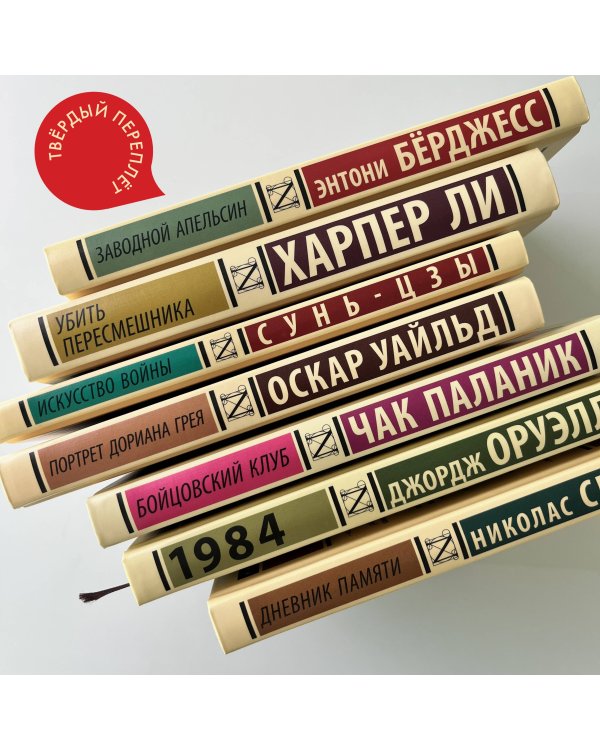 ТВЁРДЫЙ ПЕРЕПЛЁТ
ЗАВОДНОЙ АПЕЛЬСИН
ЭНТОНИ БЁРДЖЕСС
УБИТЬ
ПЕРЕСМЕШНИКА
ХАРПЕР ЛИ
ИСКУССТВО ВОЙНЫ
СУНЬ-ЦЗЫ
ПОРТРЕТ ДОРИАНА ГРЕЯ
ОСКАР УАЙЛЬД
БОЙЦОВСКИЙ КЛУБ
ЧАК ПАЛАНИК
1984
ДЖОРДЖ ОРУЭЛЛ
ДНЕВНИК ПАМЯТИ
НИКОЛАС